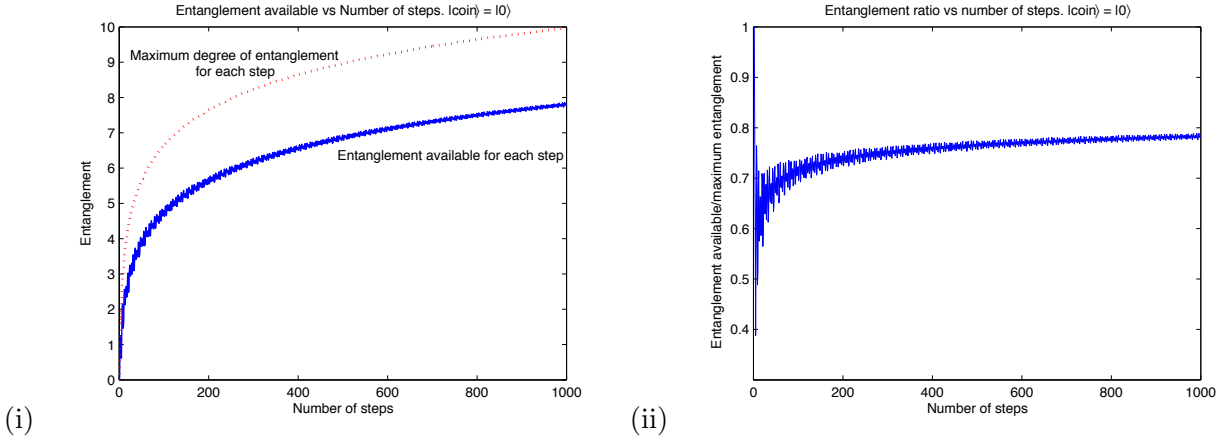 Entanglement available vs Number of steps. |coin⟩ = |0⟩
10
9
8
7
6
5
4
3
2
1
0
Entanglement
Maximum degree of entanglement
for each step
Entanglement available for each step
0 200 400 600 800 1000
Number of steps
(i)
Entanglement ratio vs number of steps. |coin⟩ = |0⟩
1
0.9
0.8
0.7
0.6
0.5
0.4
Entanglement available/maximum entanglement
0 200 400 600 800 1000
Number of steps
(ii)